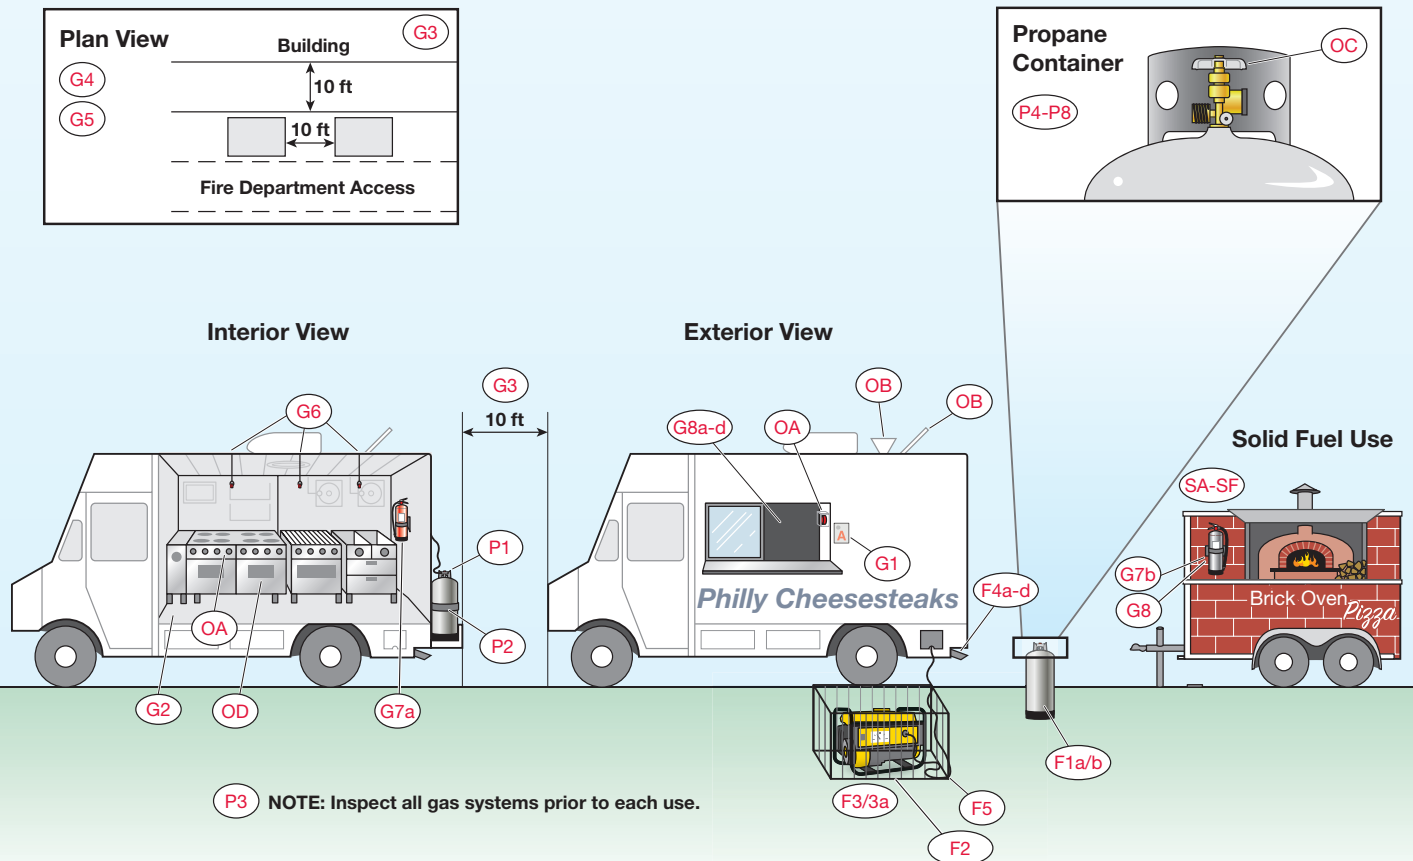 Plan View
G3
Building
G4
10 ft
G5
10 ft
Fire Department Access
Propane
Container
OC
P4-P8
Interior View
Exterior View
G3
10 ft
G6
OB
OB
G8a-d
OA
Solid Fuel Use
SA-SF
P1
A
G1
G7b
Philly Cheesesteaks
F4a-d
G8
Brick Oven
Pizza
OA
P2
G2
OD
G7a
F1a/b
P3
NOTE: Inspect all gas systems prior to each use.
F3/3a
F5
F2